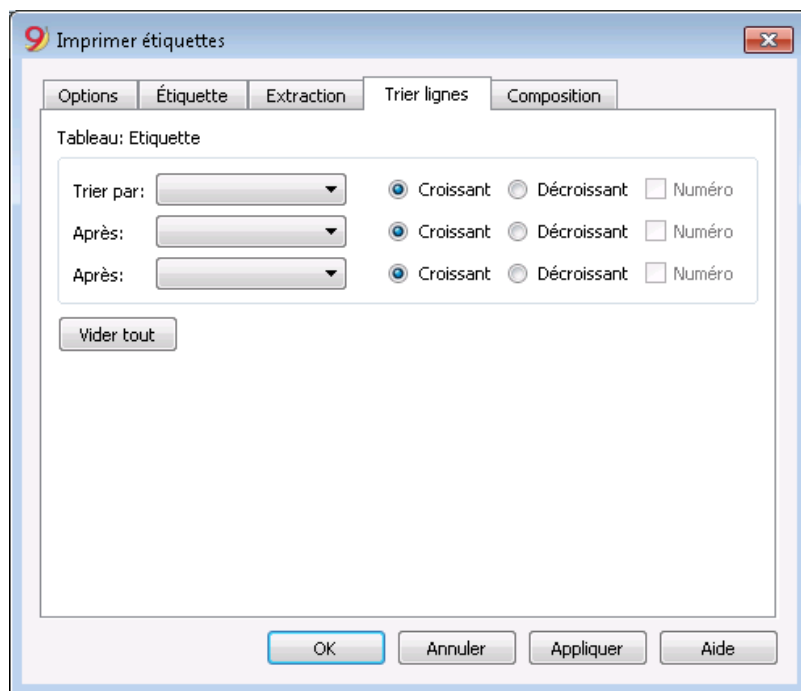 9 Imprimer étiquettes
Options Étiquette Extraction Trier lignes Composition
Tableau: Etiquette
Trier par: Croissant Décroissant Numéro
Après: Croissant Décroissant Numéro
Après: Croissant Décroissant Numéro
Vider tout
OK Annuler Appliquer Aide